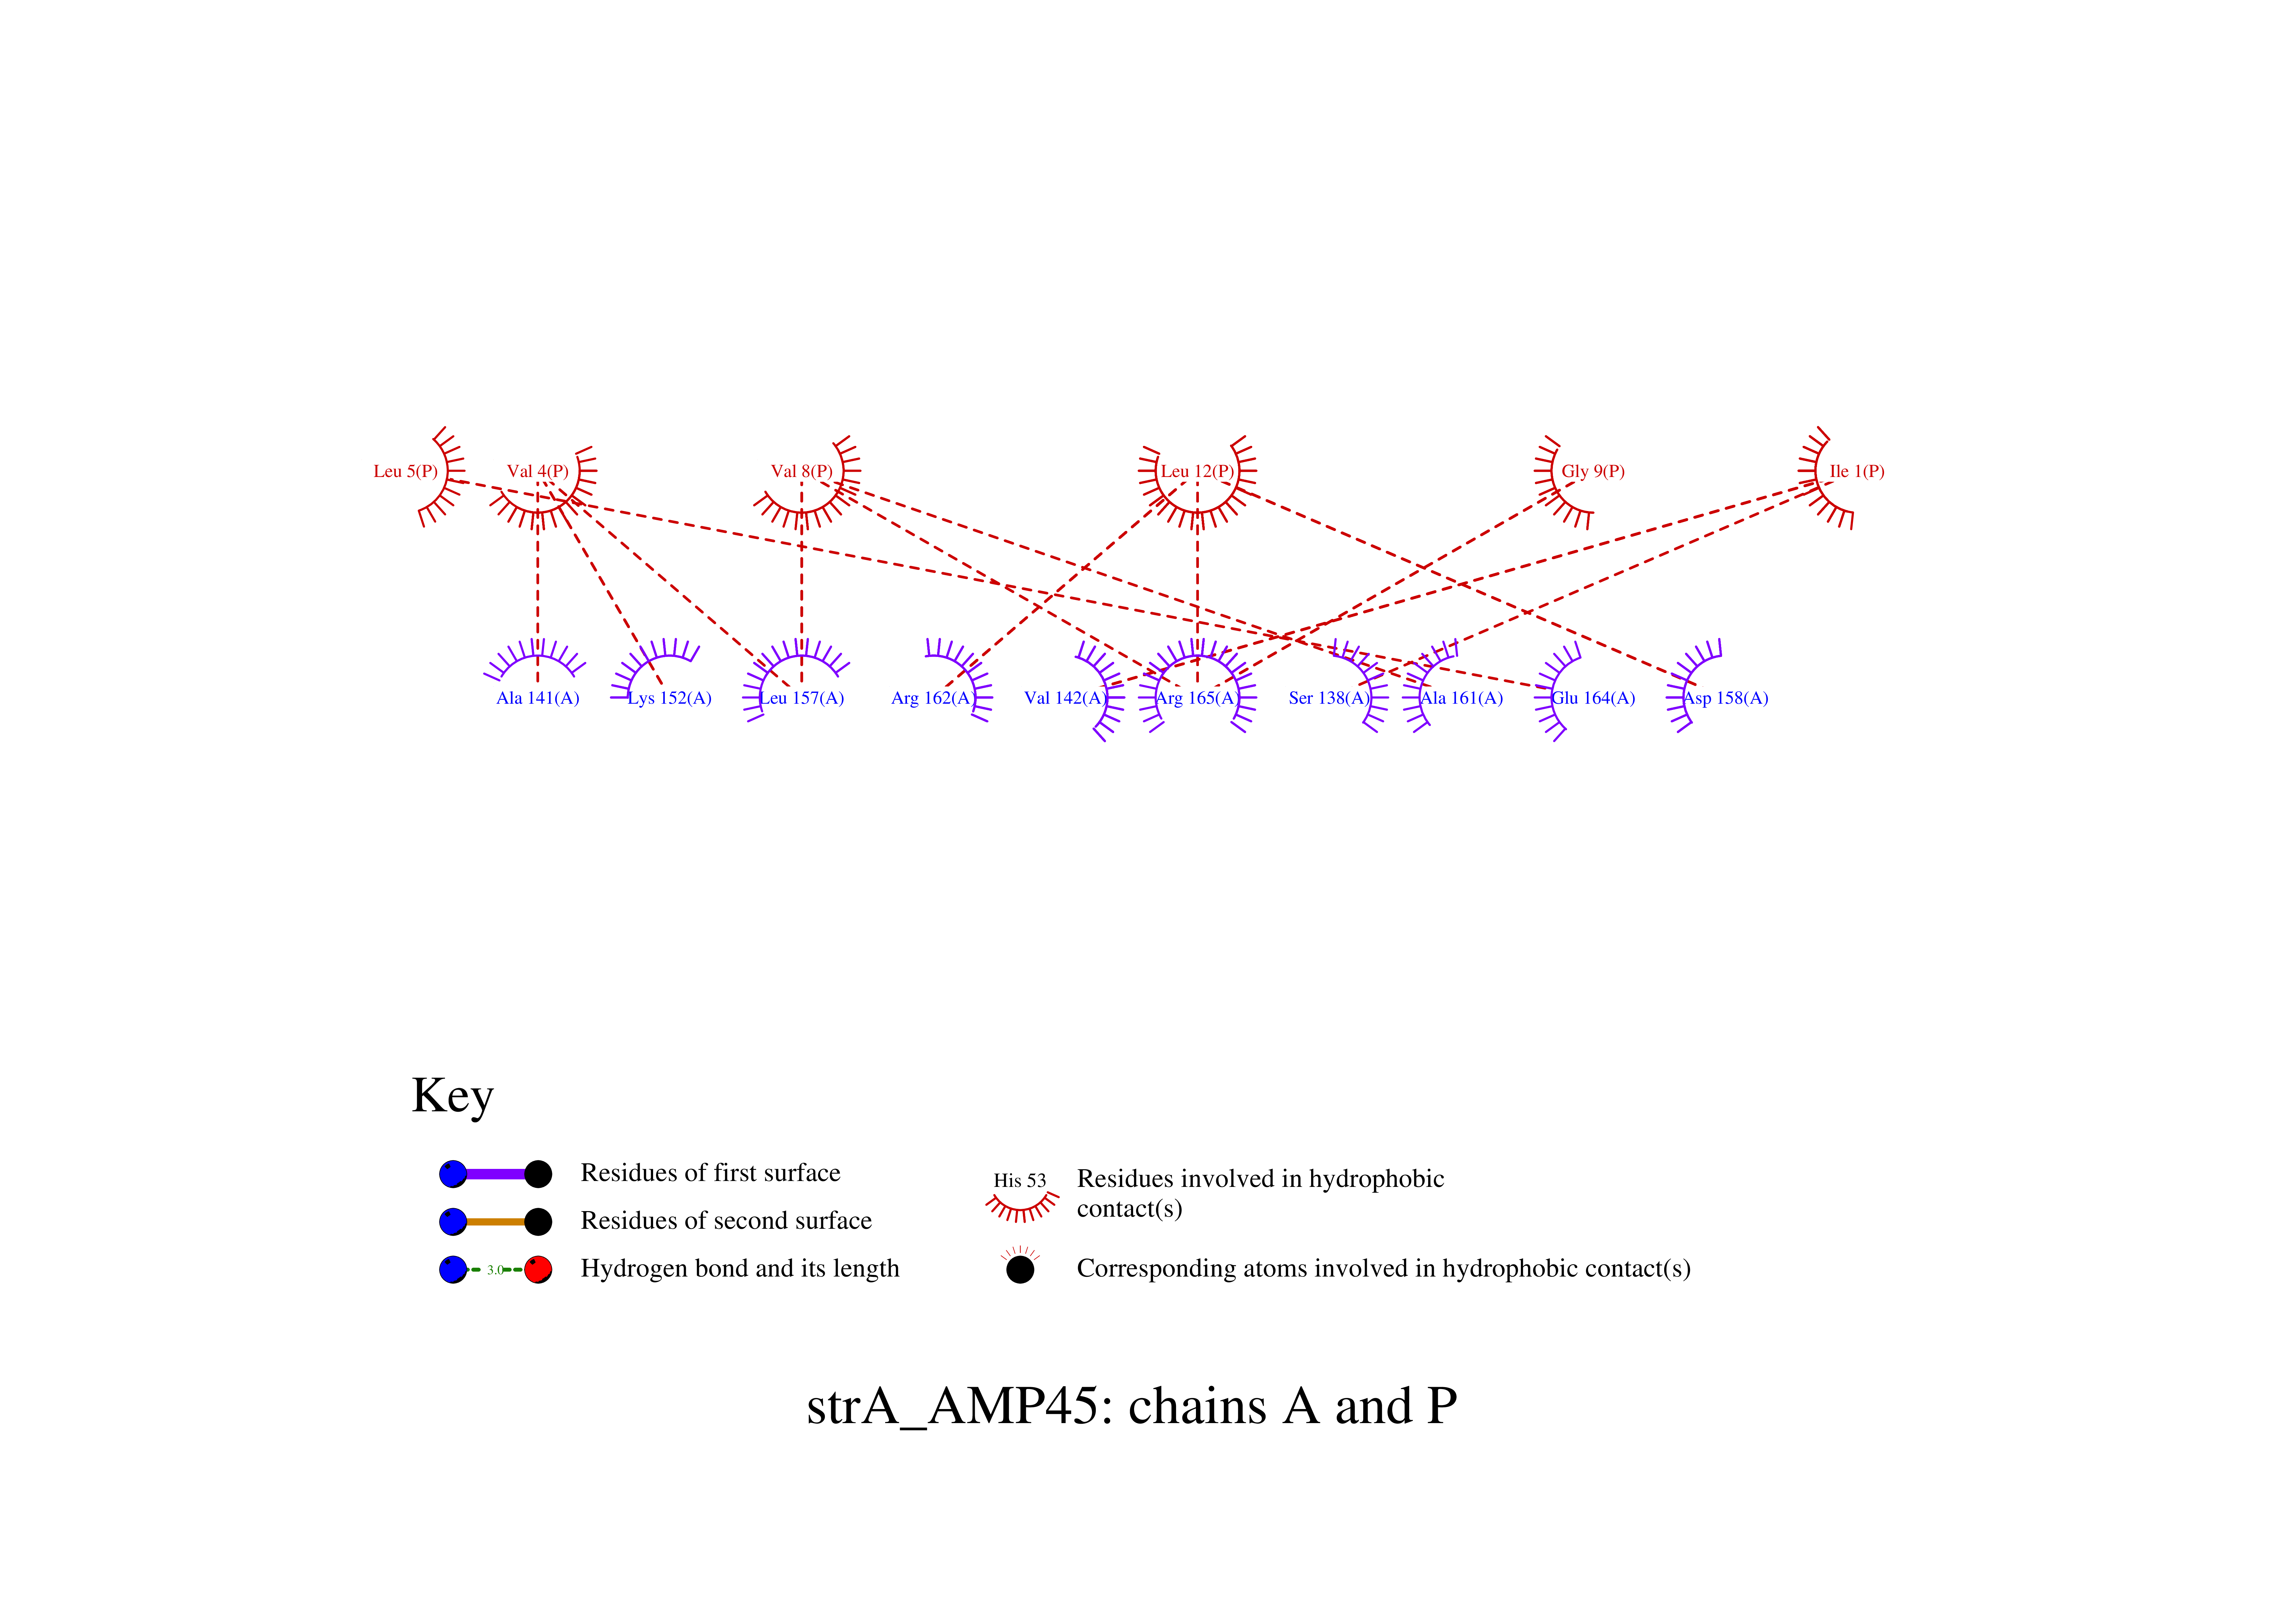 Leu 5(P) Val 4(P) Val 8(P) Leu 12(P) Gly 9(P) Ile 1(P)
Ala 141(A) Lys 152(A) Leu 157(A) Arg 162(A) Val 142(A) Arg 165(A) Ser 138(A) Ala 161(A) Glu 164(A) Asp 158(A)
Key
Residues of first surface
Residues of second surface
3.0 Hydrogen bond and its length
His 53 Residues involved in hydrophobic
contact(s)
Corresponding atoms involved in hydrophobic contact(s)
strA_AMP45: chains A and P